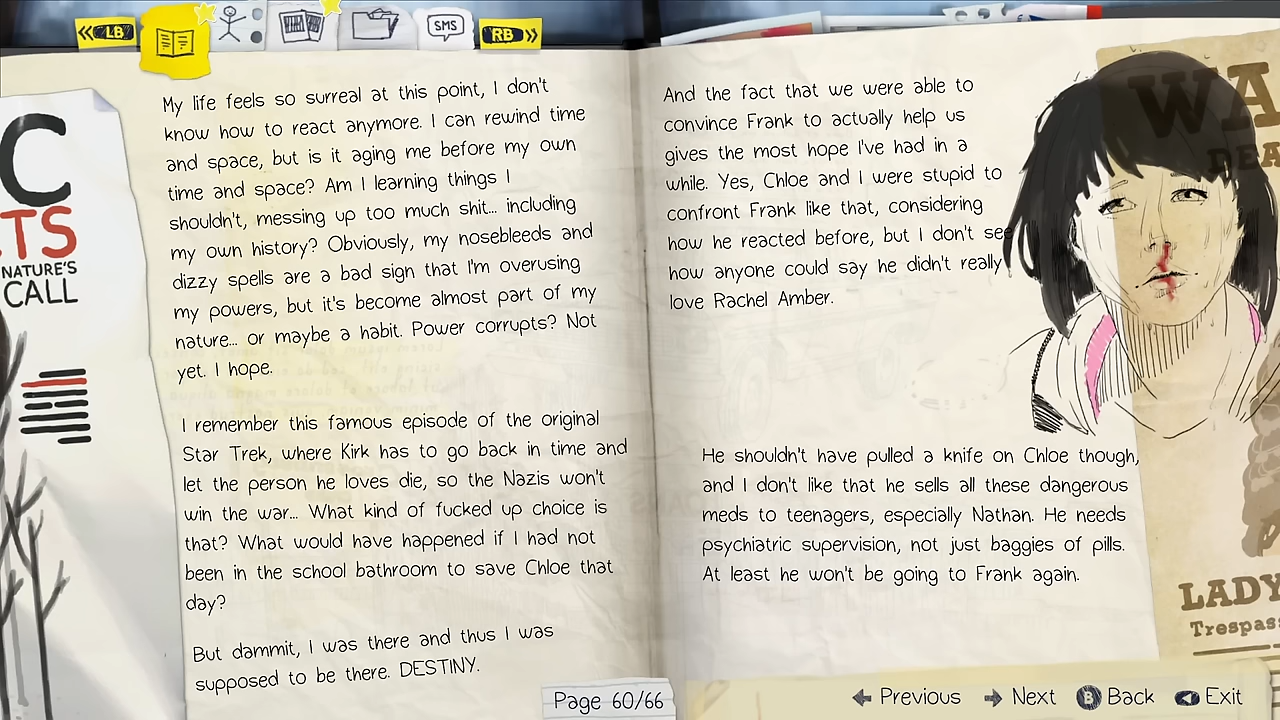 LB
SMS
RB
C
TS
NATURE'S
CALL
My life feels so surreal at this point, I don't
know how to react anymore. I can rewind time
and space, but is it aging me before my own
time and space? Am I learning things I
shouldn't, messing up too much shit... including
my own history? Obviously, my nosebleeds and
dizzy spells are a bad sign that I'm overusing
my powers, but it's become almost part of my
nature... or maybe a habit. Power corrupts? Not
yet. I hope.
I remember this famous episode of the original
Star Trek, where Kirk has to go back in time and
let the person he loves die, so the Nazis won't
win the war... What kind of fucked up choice is
that? What would have happened if I had not
been in the school bathroom to save Chloe that
day?
But dammit, I was there and thus I was
supposed to be there. DESTINY.
And the fact that we were able to
convince Frank to actually help us
gives the most hope I've had in a
while. Yes, Chloe and I were stupid to
confront Frank like that, considering
how he reacted before, but I don't see
how anyone could say he didn't really
love Rachel Amber.
He shouldn't have pulled a knife on Chloe though,
and I don't like that he sells all these dangerous
meds to teenagers, especially Nathan. He needs
psychiatric supervision, not just baggies of pills.
At least he won't be going to Frank again.
WA
DEA
LADY
Trespass
Page 60/66
Previous
Next
B Back
Exit